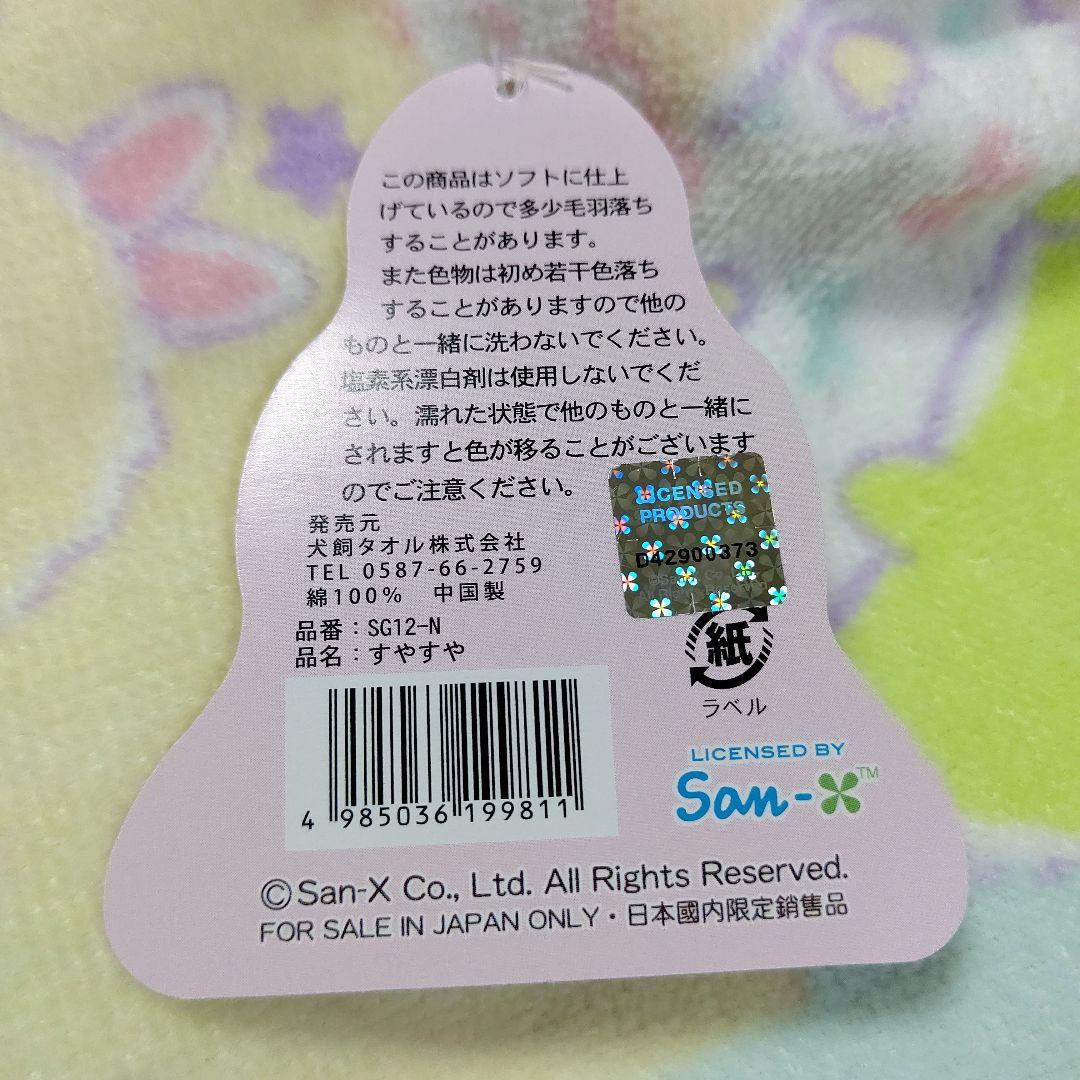 この商品はソフトに仕上
げているので多少毛羽落ち
することがあります。
また色物は初め若干色落ち
することがありますので他の
ものと一緒に洗わないでください。
塩素系漂白剤は使用しないでくだ
さい。濡れた状態で他のものと一緒に
されますと色が移ることがございます
のでご注意ください。
発売元
犬飼タオル株式会社
TEL 0587-66-2759
綿100% 中国製
品番：SG12-N
品名：すやすや
LICENSED
PRODUCTS
D42900373
紙
ラベル
4 985036 199811
LICENSED BY
San-X™
©San-X Co., Ltd. All Rights Reserved.
FOR SALE IN JAPAN ONLY・日本國内限定銷售品